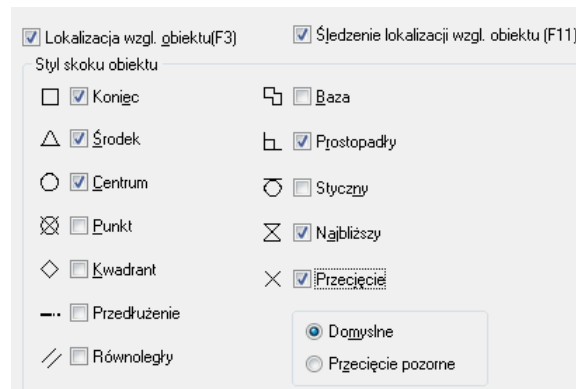 Lokalizacja wzgl. obiektu(F3)
Śledzenie lokalizacji wzgl. obiektu (F11)
Styl skoku obiektu
Koniec
Środek
Centrum
Punkt
Kwadrant
Przedłużenie
Równoległy
Baza
Prostopadły
Styczny
Najbliższy
Przecięcie
Domyslne
Przecięcie pozorne